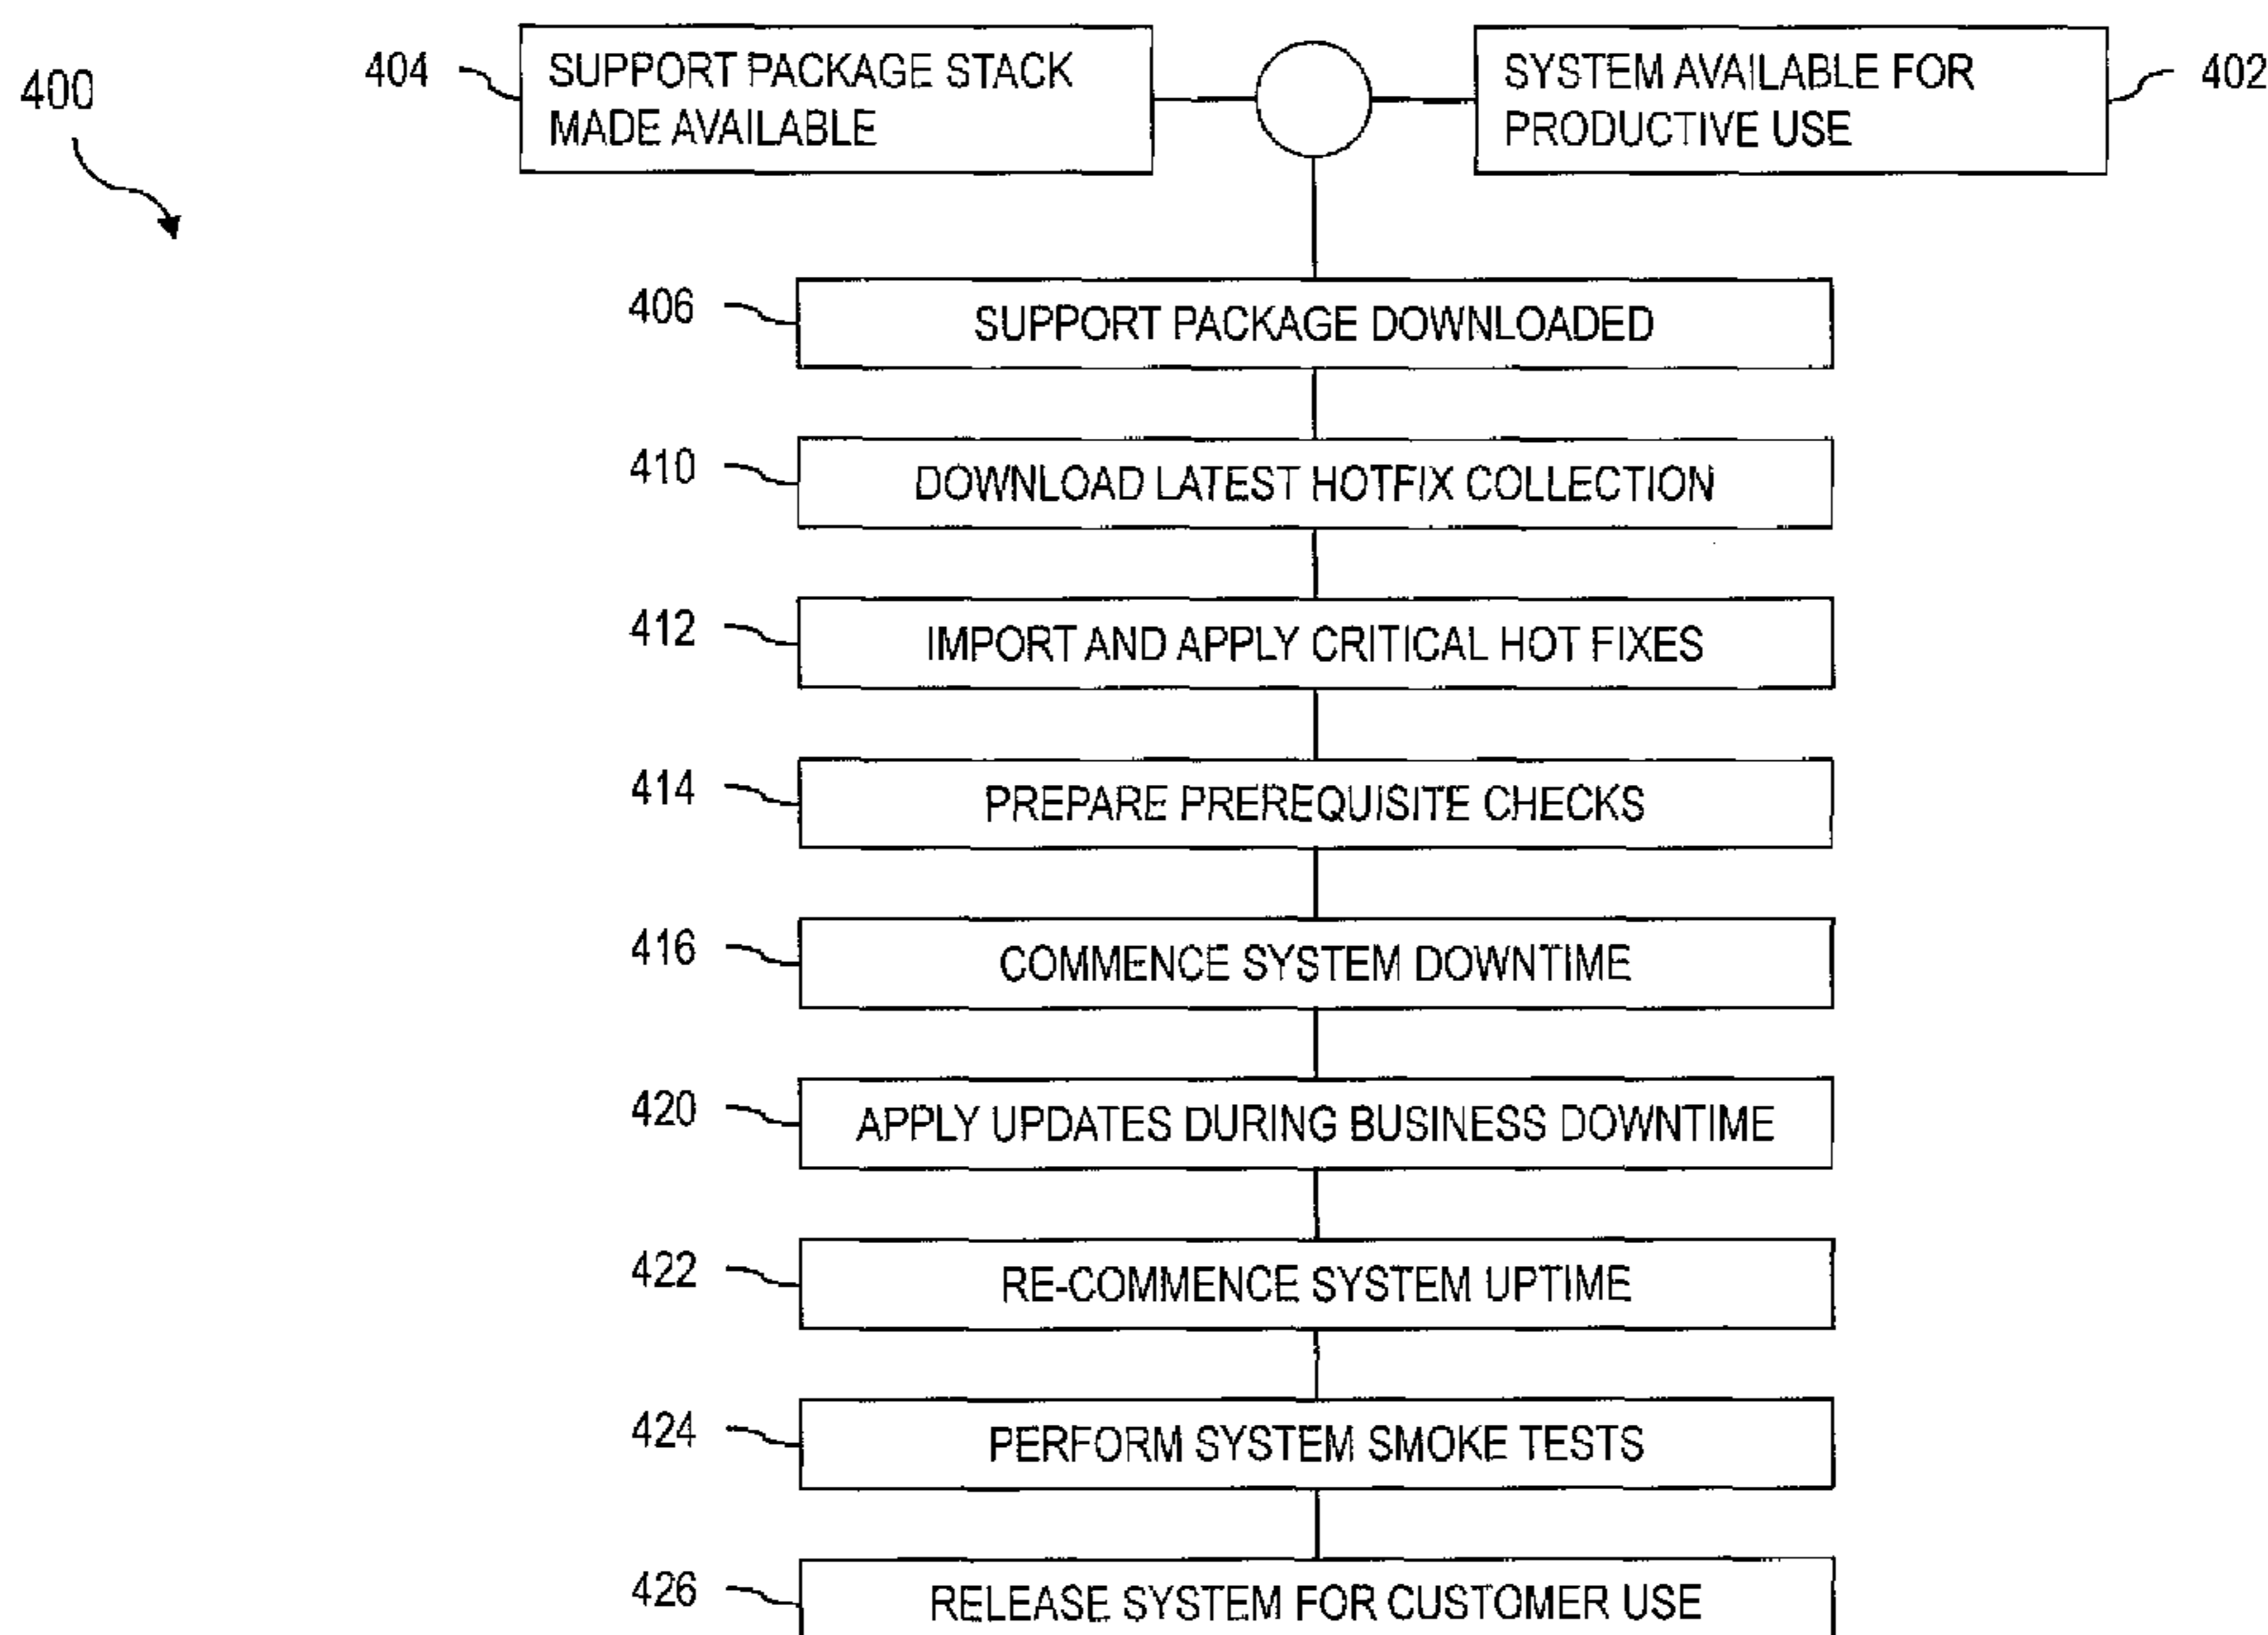 400
404
SUPPORT PACKAGE STACK
MADE AVAILABLE
SYSTEM AVAILABLE FOR
PRODUCTIVE USE
402
406
SUPPORT PACKAGE DOWNLOADED
410
DOWNLOAD LATEST HOTFIX COLLECTION
412
IMPORT AND APPLY CRITICAL HOT FIXES
414
PREPARE PREREQUISITE CHECKS
416
COMMENCE SYSTEM DOWNTIME
420
APPLY UPDATES DURING BUSINESS DOWNTIME
422
RE-COMMENCE SYSTEM UPTIME
424
PERFORM SYSTEM SMOKE TESTS
426
RELEASE SYSTEM FOR CUSTOMER USE